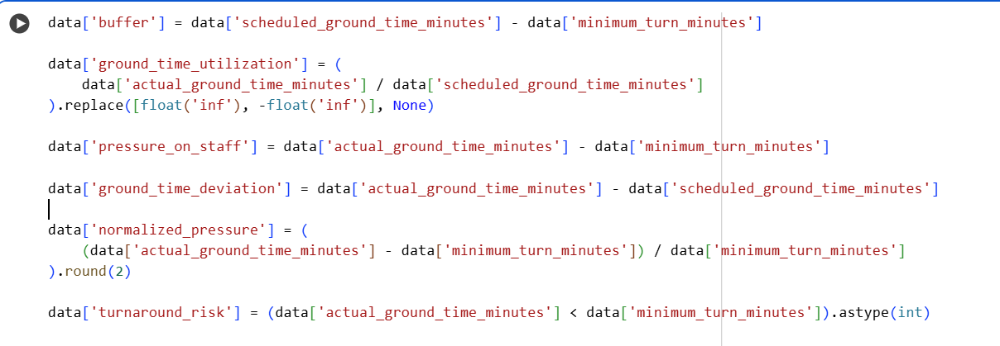 data['buffer'] = data['scheduled_ground_time_minutes'] - data['minimum_turn_minutes']
data['ground_time_utilization'] = (
    data['actual_ground_time_minutes'] / data['scheduled_ground_time_minutes']
).replace([float('inf'), -float('inf')], None)
data['pressure_on_staff'] = data['actual_ground_time_minutes'] - data['minimum_turn_minutes']
data['ground_time_deviation'] = data['actual_ground_time_minutes'] - data['scheduled_ground_time_minutes']
data['normalized_pressure'] = (
    (data['actual_ground_time_minutes'] - data['minimum_turn_minutes']) / data['minimum_turn_minutes']
).round(2)
data['turnaround_risk'] = (data['actual_ground_time_minutes'] < data['minimum_turn_minutes']).astype(int)